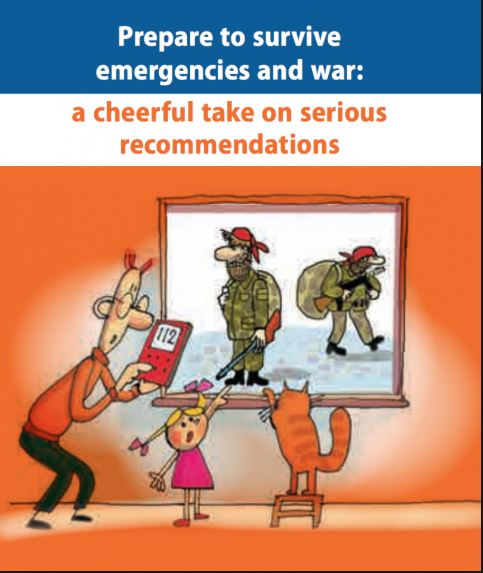 Prepare to survive
emergencies and war:
a cheerful take on serious
recommendations
112